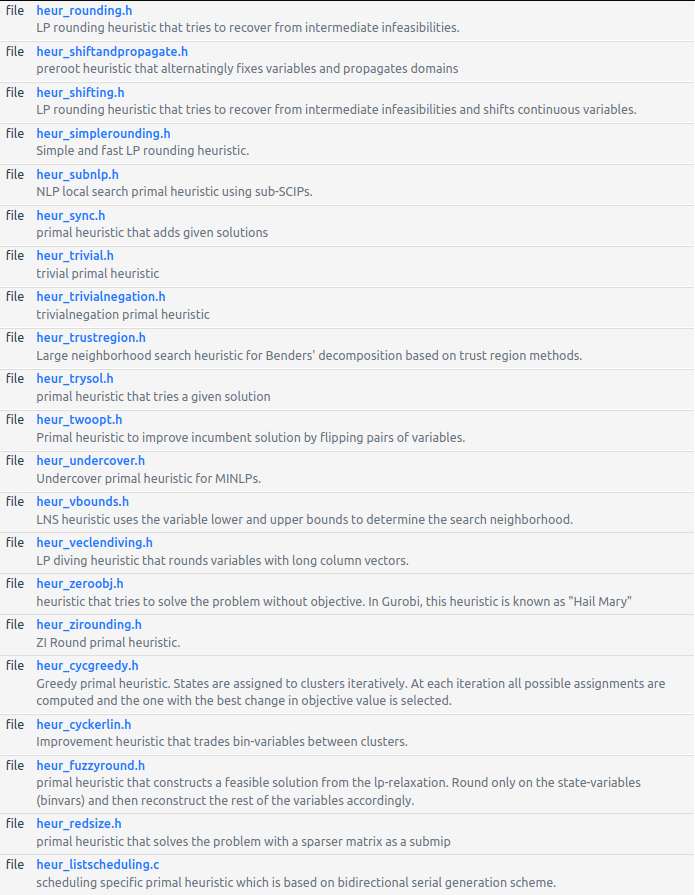 file heur_rounding.h
LP rounding heuristic that tries to recover from intermediate infeasibilities.
file heur_shiftandpropagate.h
preroot heuristic that alternatingly fixes variables and propagates domains
file heur_shifting.h
LP rounding heuristic that tries to recover from intermediate infeasibilities and shifts continuous variables.
file heur_simplerounding.h
Simple and fast LP rounding heuristic.
file heur_subnlp.h
NLP local search primal heuristic using sub-SCIPs.
file heur_sync.h
primal heuristic that adds given solutions
file heur_trivial.h
trivial primal heuristic
file heur_trivialnegation.h
trivialnegation primal heuristic
file heur_trustregion.h
Large neighborhood search heuristic for Benders' decomposition based on trust region methods.
file heur_trysol.h
primal heuristic that tries a given solution
file heur_twoopt.h
Primal heuristic to improve incumbent solution by flipping pairs of variables.
file heur_undercover.h
Undercover primal heuristic for MINLPs.
file heur_vbounds.h
LNS heuristic uses the variable lower and upper bounds to determine the search neighborhood.
file heur_veclendiving.h
LP diving heuristic that rounds variables with long column vectors.
file heur_zeroobj.h
heuristic that tries to solve the problem without objective. In Gurobi, this heuristic is known as "Hail Mary"
file heur_zirounding.h
ZI Round primal heuristic.
file heur_cycgreedy.h
Greedy primal heuristic. States are assigned to clusters iteratively. At each iteration all possible assignments are
computed and the one with the best change in objective value is selected.
file heur_cyckerlin.h
Improvement heuristic that trades bin-variables between clusters.
file heur_fuzzyround.h
primal heuristic that constructs a feasible solution from the lp-relaxation. Round only on the state-variables
(binvars) and then reconstruct the rest of the variables accordingly.
file heur_redsize.h
primal heuristic that solves the problem with a sparser matrix as a submip
file heur_listscheduling.c
scheduling specific primal heuristic which is based on bidirectional serial generation scheme.